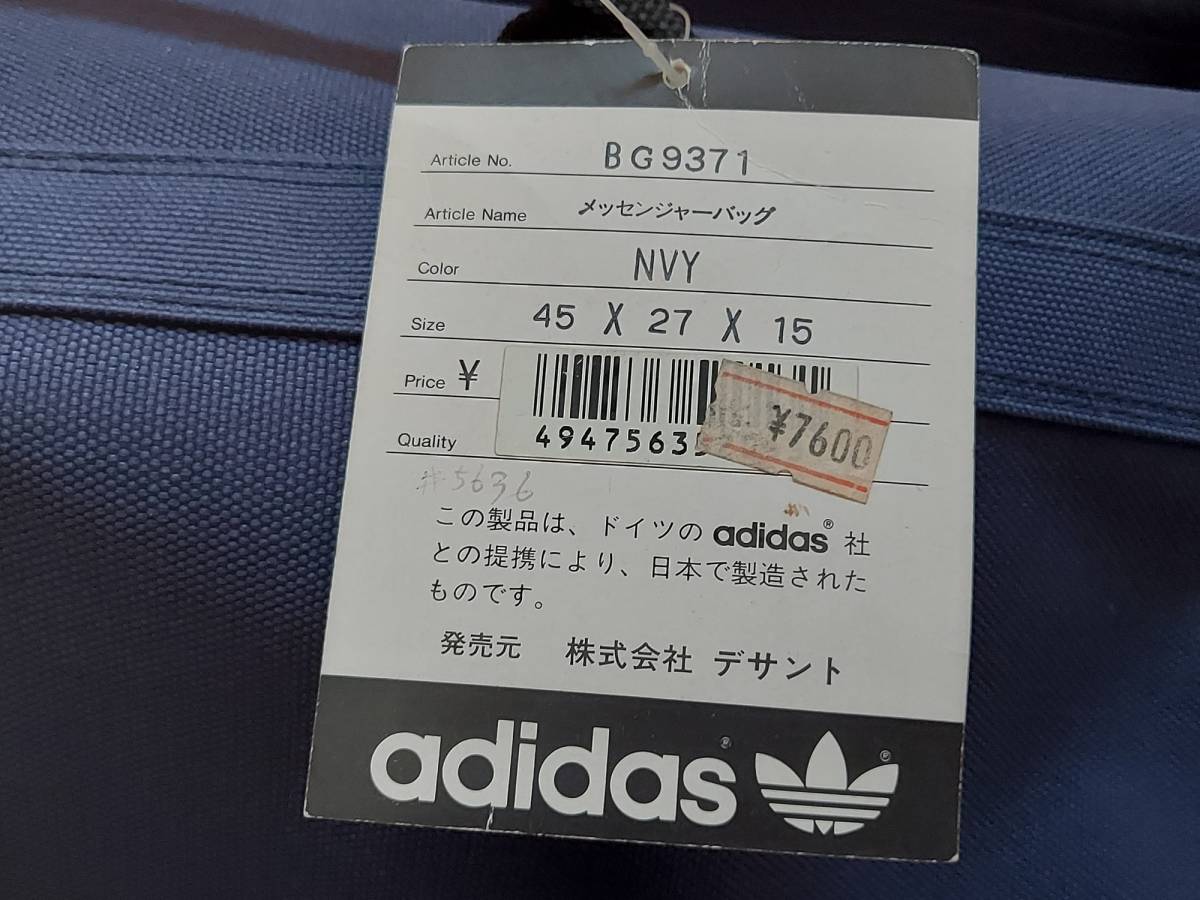 Article No. BG9371
Article Name メッセンジャーバッグ
Color NVY
Size 45 X 27 X 15
Price ¥
¥7600
Quality
4947563
#5636
この製品は、ドイツの adidas® 社
との提携により、日本で製造された
ものです。
発売元 株式会社 デサント
adidas®
®